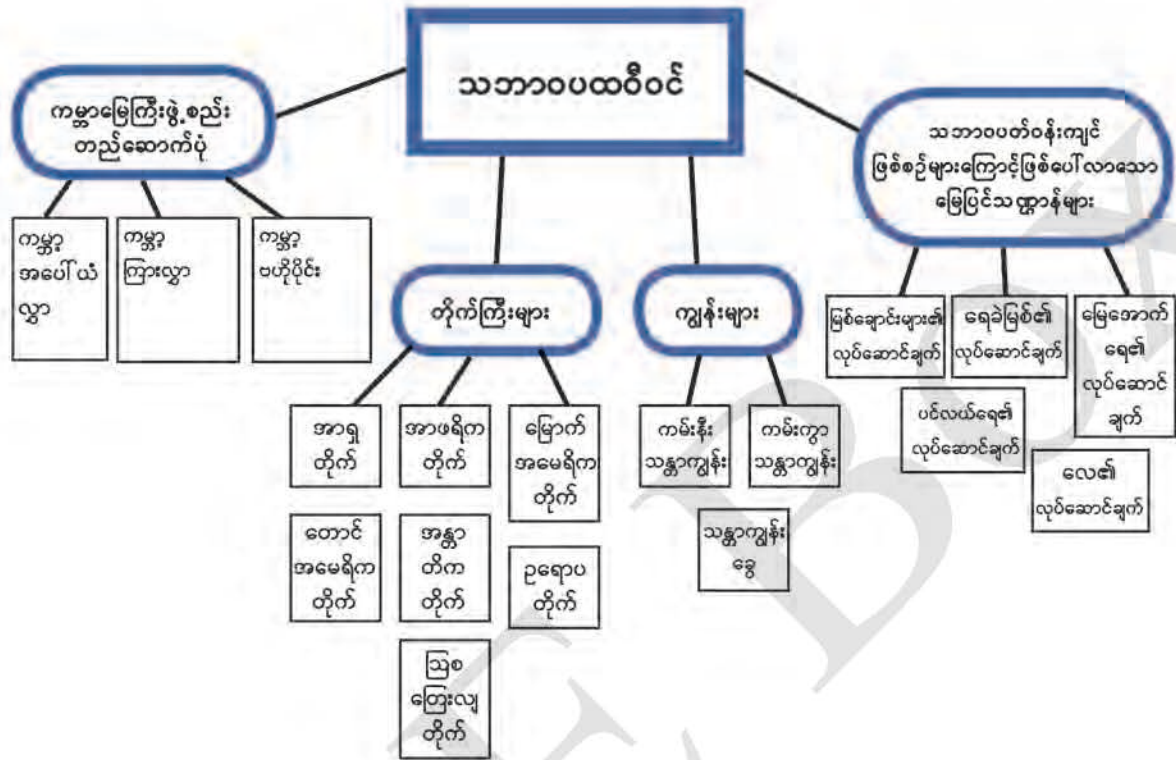 သဘာဝပထဝီဝင်
ကမ္ဘာမြေကြီးဖွဲ့စည်း
တည်ဆောက်ပုံ
ကမ္ဘာ့
အပေါ်ယံ
လွှာ
ကမ္ဘာ့
ကြားလွှာ
ကမ္ဘာ့
ဗဟိုပိုင်း
တိုက်ကြီးများ
အာရှ
တိုက်
အာဖရိက
တိုက်
မြောက်
အမေရိက
တိုက်
တောင်
အမေရိက
တိုက်
အန္တာ
တိက
တိုက်
ဥရောပ
တိုက်
ဩစ
တြေးလျ
တိုက်
ကျွန်းများ
ကမ်းနီး
သန္တာကျွန်း
ကမ်းကွာ
သန္တာကျွန်း
သန္တာကျွန်း
ခွေ
သဘာဝပတ်ဝန်းကျင်
ဖြစ်စဉ်များကြောင့်ဖြစ်ပေါ်လာသော
မြေပြင်သဏ္ဌာန်များ
မြစ်ချောင်းများ၏
လုပ်ဆောင်ချက်
ရေခဲမြစ်၏
လုပ်ဆောင်ချက်
မြေအောက်
ရေ၏
လုပ်ဆောင်
ချက်
ပင်လယ်ရေ၏
လုပ်ဆောင်ချက်
လေ၏
လုပ်ဆောင်ချက်